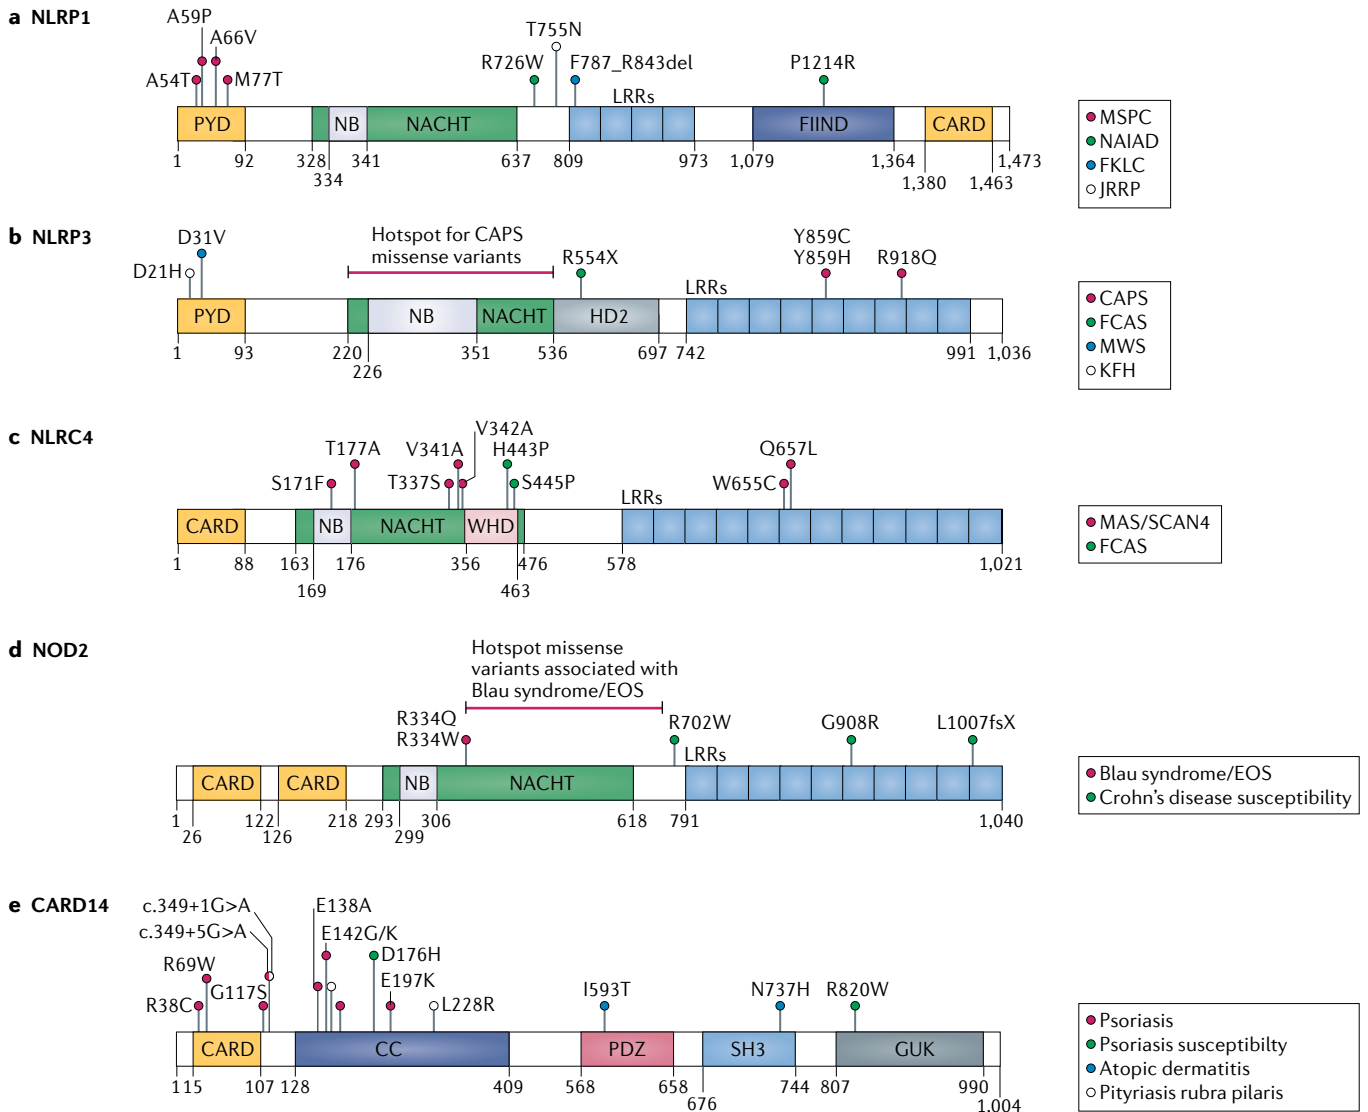 a NLRP1
A59P
A66V
A54T
M77T
R726W
T755N
F787_R843del
P1214R
LRRs
PYD
NB
NACHT
FIIND
CARD
1
92
328
334
341
637
809
973
1,079
1,364
1,380
1,463
1,473
MSPC
NAIAD
FKLC
JRRP
b NLRP3
D31V
D21H
Hotspot for CAPS
missense variants
R554X
Y859C
Y859H
R918Q
LRRs
PYD
NB
NACHT
HD2
1
93
220
226
351
536
697
742
991
1,036
CAPS
FCAS
MWS
KFH
c NLRC4
S171F
T177A
T337S
V341A
V342A
H443P
S445P
W655C
Q657L
LRRs
CARD
NB
NACHT
WHD
1
88
163
169
176
356
463
476
578
1,021
MAS/SCAN4
FCAS
d NOD2
Hotspot missense
variants associated with
Blau syndrome/EOS
R334Q
R334W
R702W
G908R
L1007fsX
LRRs
CARD
CARD
NB
NACHT
1
26
122
126
218
293
299
306
618
791
1,040
Blau syndrome/EOS
Crohn's disease susceptibility
e CARD14
c.349+1G>A
c.349+5G>A
R69W
R38C
G117S
E138A
E142G/K
D176H
E197K
L228R
I593T
N737H
R820W
CARD
CC
PDZ
SH3
GUK
115
107
128
409
568
658
676
744
807
990
1.004
Psoriasis
Psoriasis susceptibilty
Atopic dermatitis
Pityriasis rubra pilaris